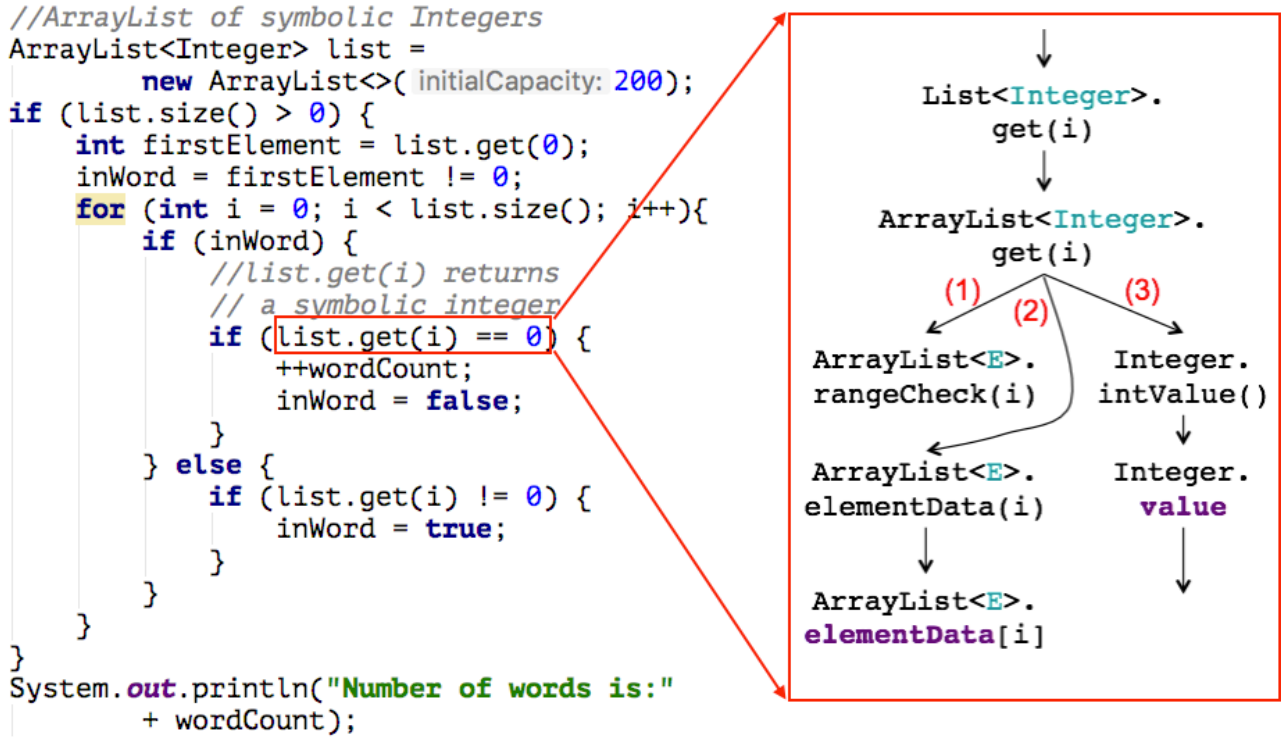 //ArrayList of symbolic Integers
ArrayList<Integer> list =
new ArrayList<>( initialCapacity: 200);
if (list.size() > 0) {
int firstElement = list.get(0);
inWord = firstElement != 0;
for (int i = 0; i < list.size(); i++){
if (inWord) {
//list.get(i) returns
// a symbolic integer
if (list.get(i) == 0) {
++wordCount;
inWord = false;
}
} else {
if (list.get(i) != 0) {
inWord = true;
}
}
}
}
System.out.println("Number of words is:"
+ wordCount);
List<Integer>.
get(i)
ArrayList<Integer>.
get(i)
(1)
(2)
(3)
ArrayList<E>.
rangeCheck(i)
Integer.
intValue()
ArrayList<E>.
elementData(i)
Integer.
value
ArrayList<E>.
elementData[i]